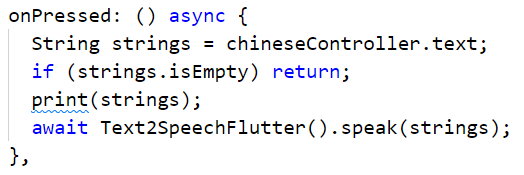 onPressed: () async {
  String strings = chineseController.text;
  if (strings.isEmpty) return;
  print(strings);
  await Text2SpeechFlutter().speak(strings);
},